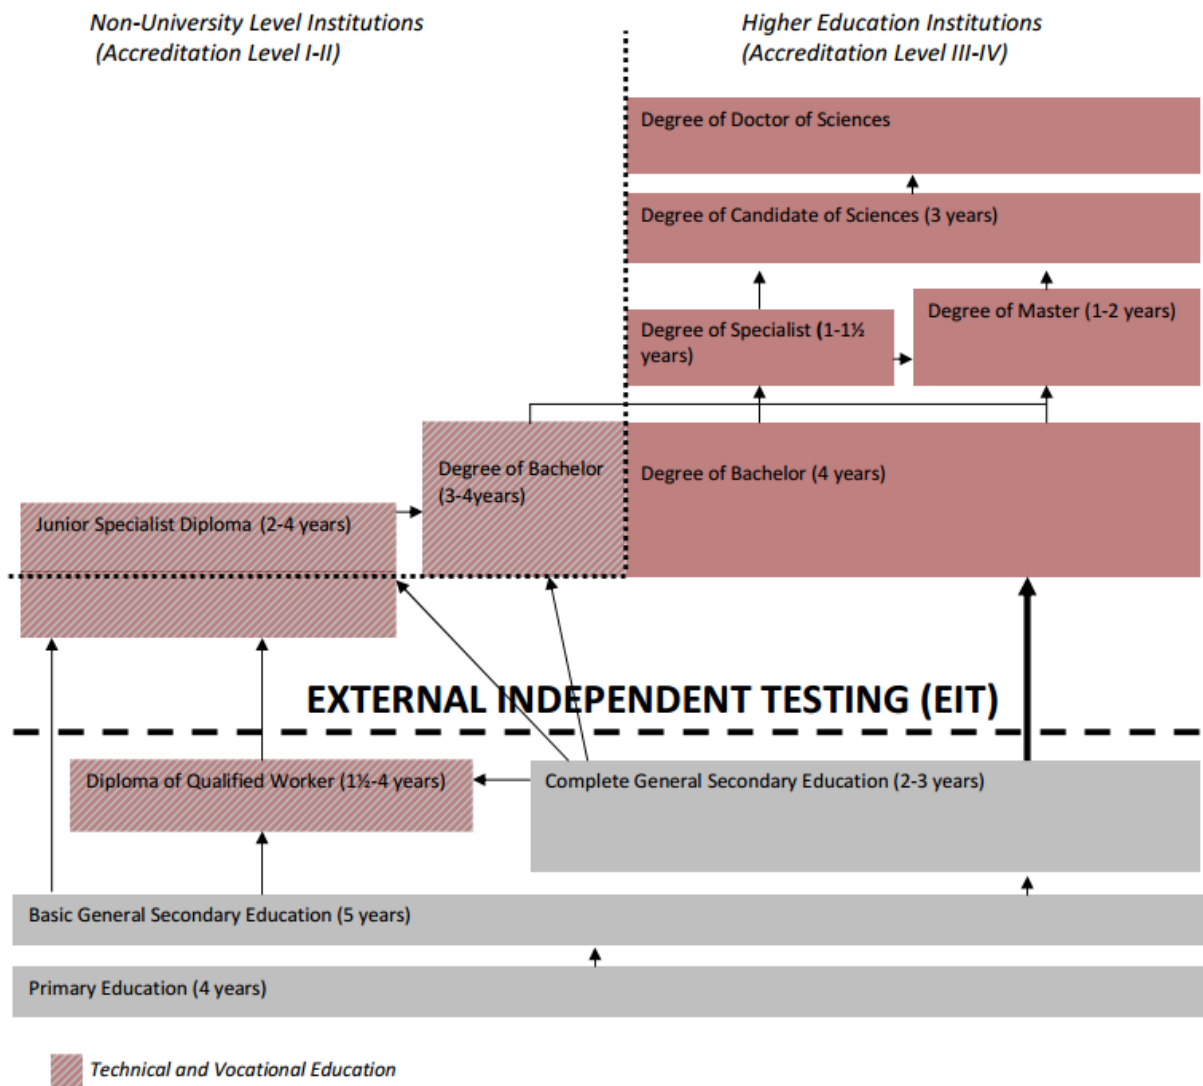 Non-University Level Institutions
(Accreditation Level I-II)
Higher Education Institutions
(Accreditation Level III-IV)
Degree of Doctor of Sciences
Degree of Candidate of Sciences (3 years)
Degree of Specialist (1-1½
years)
Degree of Master (1-2 years)
Degree of Bachelor
(3-4years)
Degree of Bachelor (4 years)
Junior Specialist Diploma (2-4 years)
EXTERNAL INDEPENDENT TESTING (EIT)
Diploma of Qualified Worker (1½-4 years)
Complete General Secondary Education (2-3 years)
Basic General Secondary Education (5 years)
Primary Education (4 years)
Technical and Vocational Education